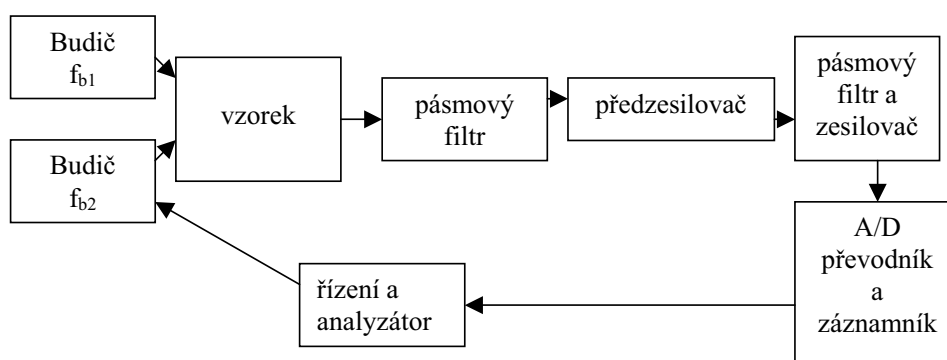 Budič
fb1
Budič
fb2
vzorek
pásmový
filtr
předzesilovač
pásmový
filtr a
zesilovač
A/D
převodník
a
záznamník
řízení a
analyzátor